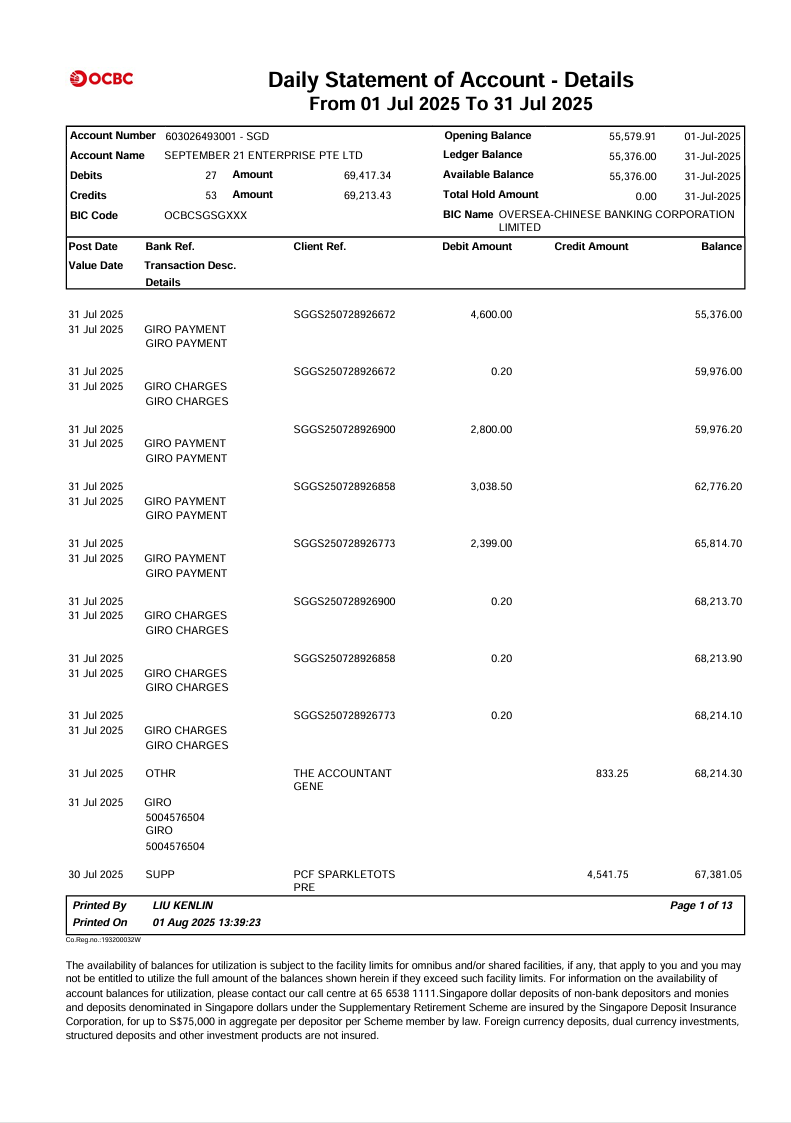 OCBC
Daily Statement of Account - Details
From 01 Jul 2025 To 31 Jul 2025
Account Number 603026493001 - SGD Opening Balance 55,579.91 01-Jul-2025
Account Name SEPTEMBER 21 ENTERPRISE PTE LTD Ledger Balance 55,376.00 31-Jul-2025
Debits 27 Amount 69,417.34 Available Balance 55,376.00 31-Jul-2025
Credits 53 Amount 69,213.43 Total Hold Amount 0.00 31-Jul-2025
BIC Code OCBCSGSGXXX BIC Name OVERSEA-CHINESE BANKING CORPORATION
LIMITED
Post Date Bank Ref. Client Ref. Debit Amount Credit Amount Balance
Value Date Transaction Desc.
Details
31 Jul 2025 SGGS250728926672 4,600.00 55,376.00
31 Jul 2025 GIRO PAYMENT
GIRO PAYMENT
31 Jul 2025 SGGS250728926672 0.20 59,976.00
31 Jul 2025 GIRO CHARGES
GIRO CHARGES
31 Jul 2025 SGGS250728926900 2,800.00 59,976.20
31 Jul 2025 GIRO PAYMENT
GIRO PAYMENT
31 Jul 2025 SGGS250728926858 3,038.50 62,776.20
31 Jul 2025 GIRO PAYMENT
GIRO PAYMENT
31 Jul 2025 SGGS250728926773 2,399.00 65,814.70
31 Jul 2025 GIRO PAYMENT
GIRO PAYMENT
31 Jul 2025 SGGS250728926900 0.20 68,213.70
31 Jul 2025 GIRO CHARGES
GIRO CHARGES
31 Jul 2025 SGGS250728926858 0.20 68,213.90
31 Jul 2025 GIRO CHARGES
GIRO CHARGES
31 Jul 2025 SGGS250728926773 0.20 68,214.10
31 Jul 2025 GIRO CHARGES
GIRO CHARGES
31 Jul 2025 OTHR THE ACCOUNTANT 833.25 68,214.30
GENE
31 Jul 2025 GIRO
5004576504
GIRO
5004576504
30 Jul 2025 SUPP PCF SPARKLETOTS 4,541.75 67,381.05
PRE
Printed By LIU KENLIN Page 1 of 13
Printed On 01 Aug 2025 13:39:23
Co.Reg.no.:193200032W
The availability of balances for utilization is subject to the facility limits for omnibus and/or shared facilities, if any, that apply to you and you may
not be entitled to utilize the full amount of the balances shown herein if they exceed such facility limits. For information on the availability of
account balances for utilization, please contact our call centre at 65 6538 1111.Singapore dollar deposits of non-bank depositors and monies
and deposits denominated in Singapore dollars under the Supplementary Retirement Scheme are insured by the Singapore Deposit Insurance
Corporation, for up to S$75,000 in aggregate per depositor per Scheme member by law. Foreign currency deposits, dual currency investments,
structured deposits and other investment products are not insured.